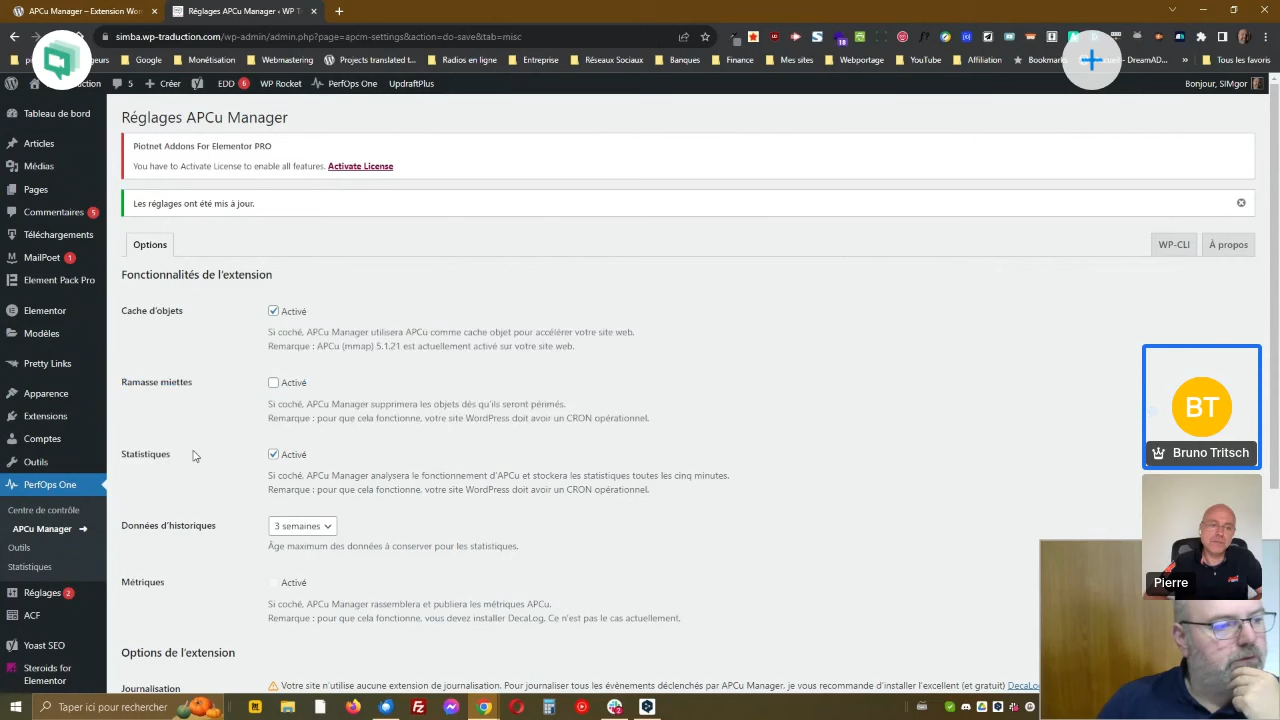 APCu Manager – Extension Wor
Réglages APCu Manager ‹ WP T
simba.wp-traduction.com/wp-admin/admin.php?page=apcm-settings&action=do-save&tab=misc
Google
Monétisation
Webmastering
Projects translated t...
Radios en ligne
Entreprise
Réseaux Sociaux
Banques
Finance
Mes sites
Webportage
YouTube
Affiliation
Bookmarks
cueil - DreamAD...
Tous les favoris
5
Créer
EDD 6
WP Rocket
PerfOps One
UpdraftPlus
Bonjour, SIMgor
Tableau de bord
Articles
Médias
Pages
Commentaires 5
Téléchargements
MailPoet 1
Element Pack Pro
Elementor
Modèles
Pretty Links
Apparence
Extensions
Comptes
Outils
PerfOps One
Centre de contrôle
APCu Manager
Outils
Statistiques
Réglages 2
ACF
Yoast SEO
Steroids for
Elementor
Réglages APCu Manager
Piotnet Addons For Elementor PRO
You have to Activate License to enable all features. Activate License
Les réglages ont été mis à jour.
Options
WP-CLI
À propos
Fonctionnalités de l'extension
Cache d'objets
Activé
Si coché, APCu Manager utilisera APCu comme cache objet pour accélérer votre site web.
Remarque : APCu (mmap) 5.1.21 est actuellement activé sur votre site web.
Ramasse miettes
Activé
Si coché, APCu Manager supprimera les objets dès qu'ils seront périmés.
Remarque : pour que cela fonctionne, votre site WordPress doit avoir un CRON opérationnel.
Statistiques
Activé
Si coché, APCu Manager analysera le fonctionnement d'APCu et stockera les statistiques toutes les cinq minutes.
Remarque : pour que cela fonctionne, votre site WordPress doit avoir un CRON opérationnel.
Données d'historiques
3 semaines
Âge maximum des données à conserver pour les statistiques.
Métriques
Activé
Si coché, APCu Manager rassemblera et publiera les métriques APCu.
Remarque : pour que cela fonctionne, vous devez installer DecaLog. Ce n'est pas le cas actuellement.
Options de l'extension
Journalisation
Votre site n'utilise aucune extension de journalisation. Pour journaliser tous les évènements déclenchés par APCu Manager, je vous recommande d'installer l'excellent (et gratuit) DecaLo
BT
Bruno Tritsch
Pierre
Taper ici pour rechercher